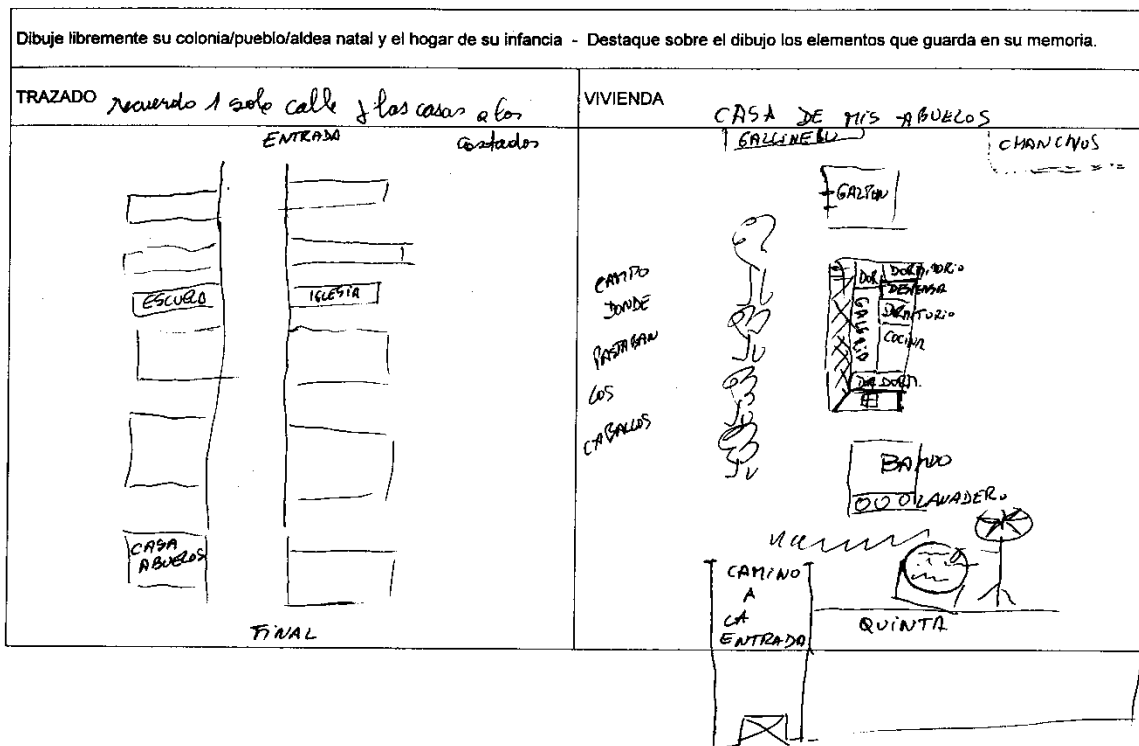 Dibuje libremente su colonia/pueblo/aldea natal y el hogar de su infancia - Destaque sobre el dibujo los elementos que guarda en su memoria.
TRAZADO recuerdo 1 solo calle y las casas a los
costados
ENTRADA
ESCUELA
IGLESIA
CASA
ABUELOS
FINAL
VIVIENDA
CASA DE MIS ABUELOS
GALLINERO
CHANCHOS
GALPON
CAMPO
DONDE
PASTABAN
LOS
CABALLOS
DOR
DORMITORIO
DESPENSA
GALERIA
DORMITORIO
COCINA
DORM.
BAÑO
LAVADERO
CAMINO
A
LA
ENTRADA
QUINTA